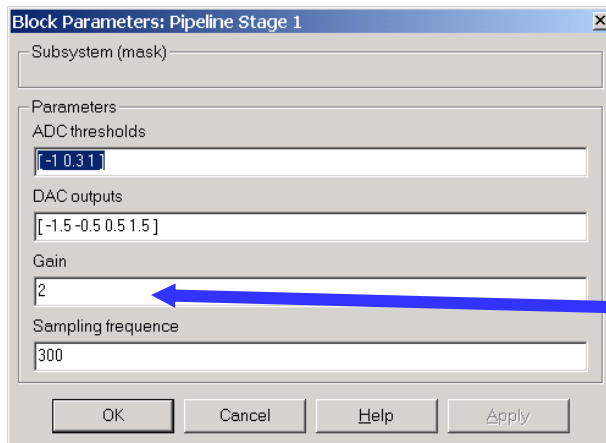 Block Parameters: Pipeline Stage 1
Subsystem (mask)
Parameters
ADC thresholds
[ -1 0.3 1 ]
DAC outputs
[ -1.5 -0.5 0.5 1.5 ]
Gain
2
Sampling frequence
300
OK Cancel Help Apply